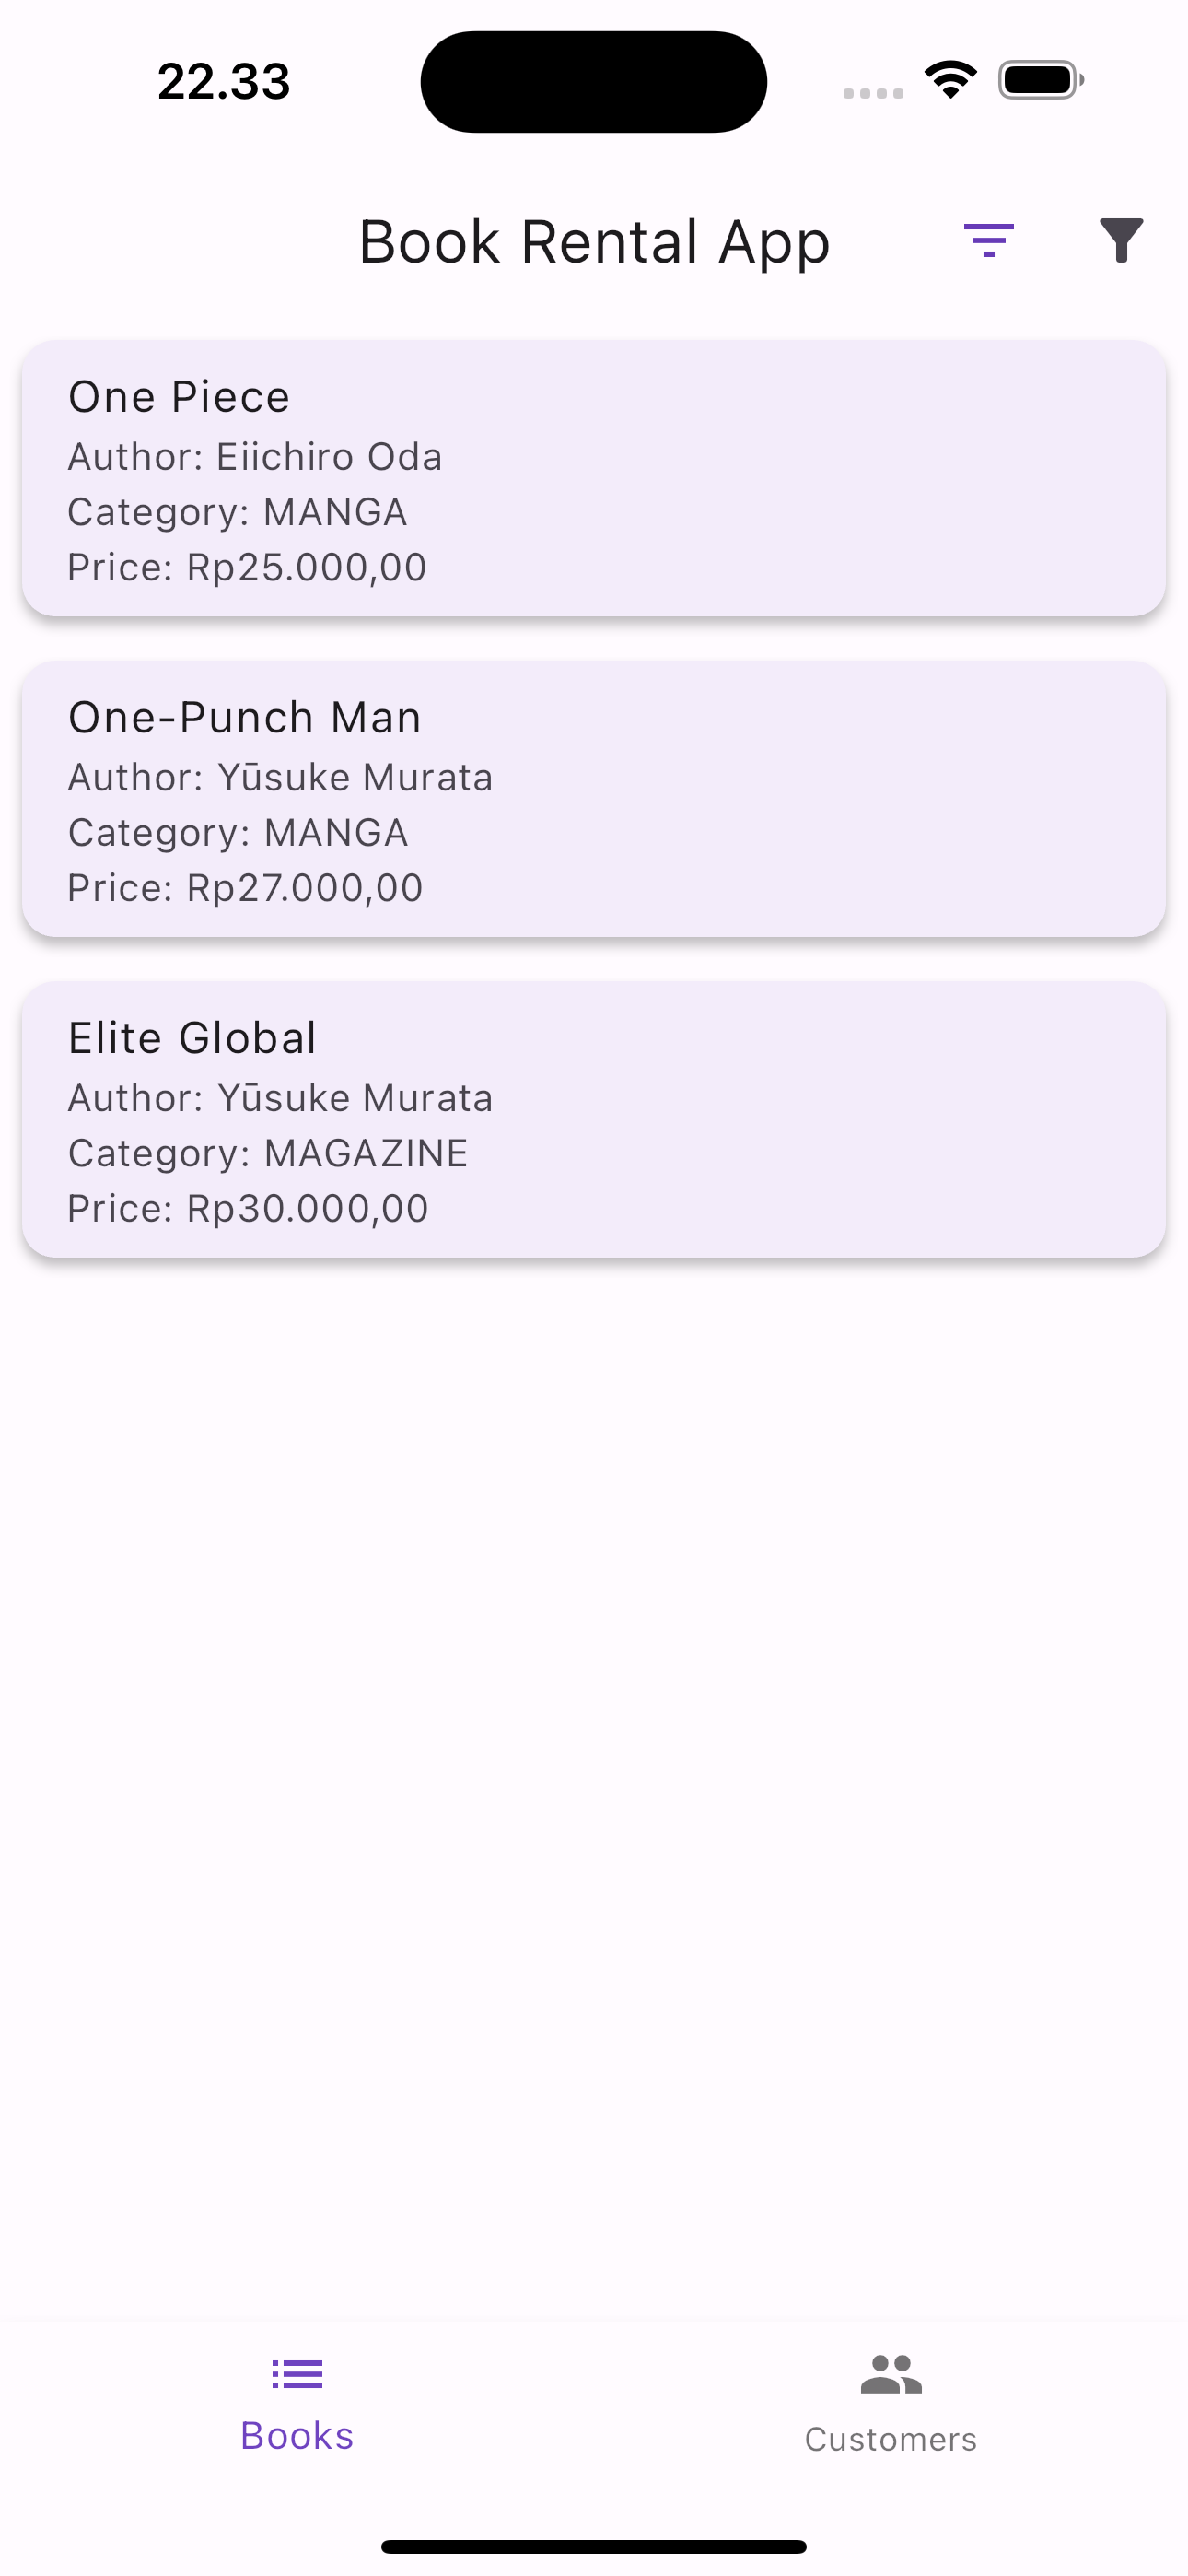 22.33
Book Rental App
One Piece
Author: Eiichiro Oda
Category: MANGA
Price: Rp25.000,00
One-Punch Man
Author: Yūsuke Murata
Category: MANGA
Price: Rp27.000,00
Elite Global
Author: Yūsuke Murata
Category: MAGAZINE
Price: Rp30.000,00
Books
Customers